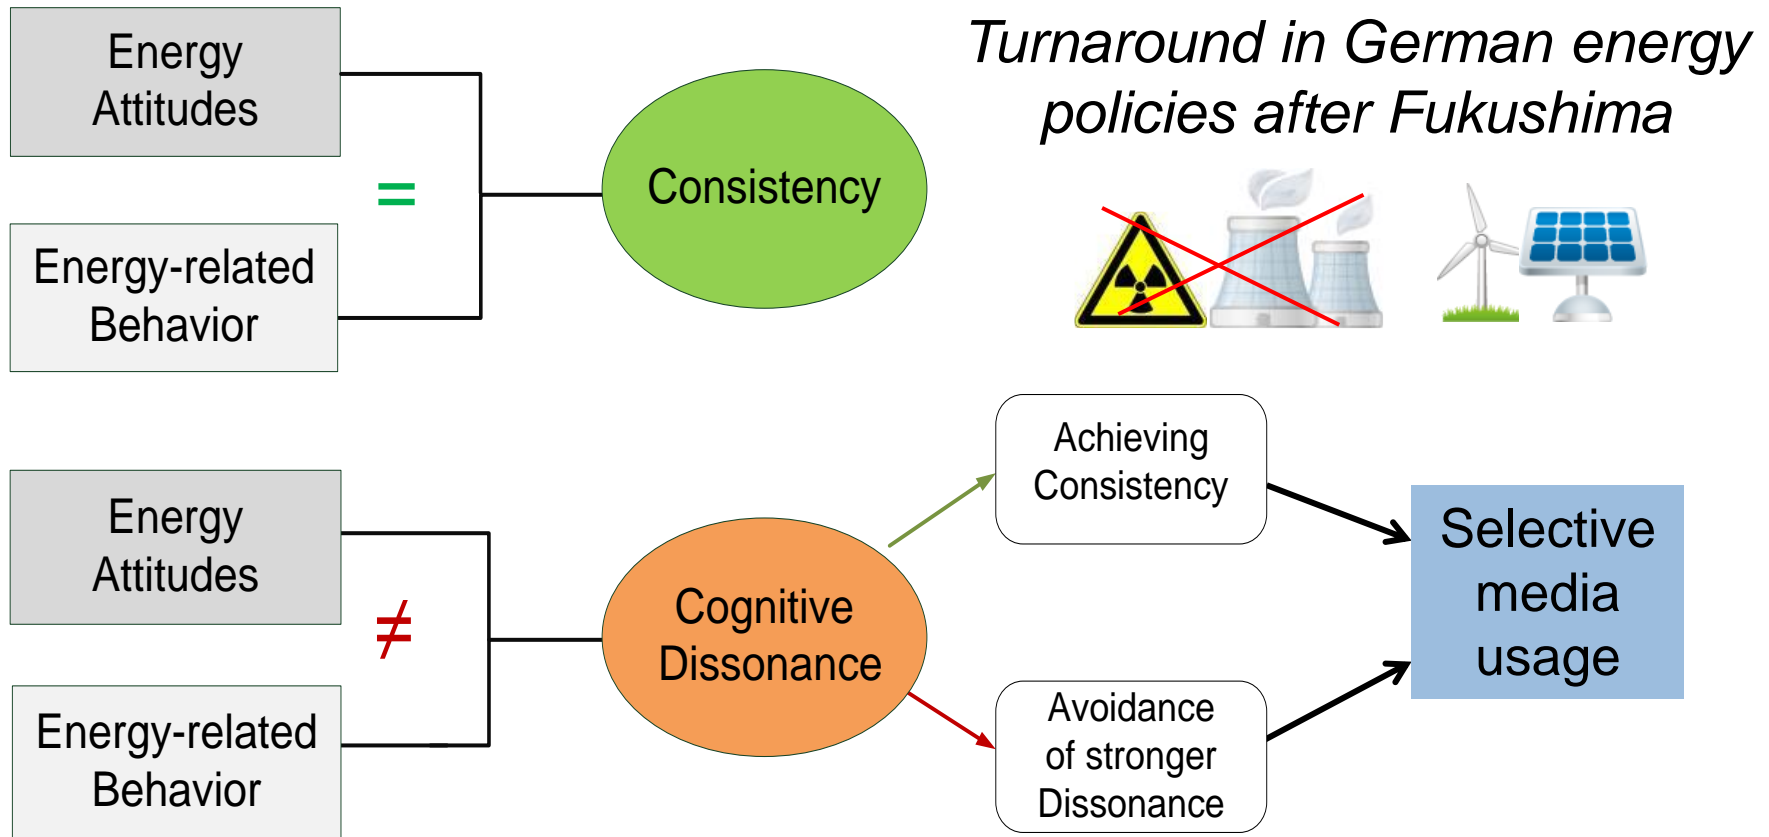 Energy
Attitudes
=
Energy-related
Behavior
Consistency
Turnaround in German energy
policies after Fukushima
Energy
Attitudes
≠
Energy-related
Behavior
Cognitive
Dissonance
Achieving
Consistency
Avoidance
of stronger
Dissonance
Selective
media
usage